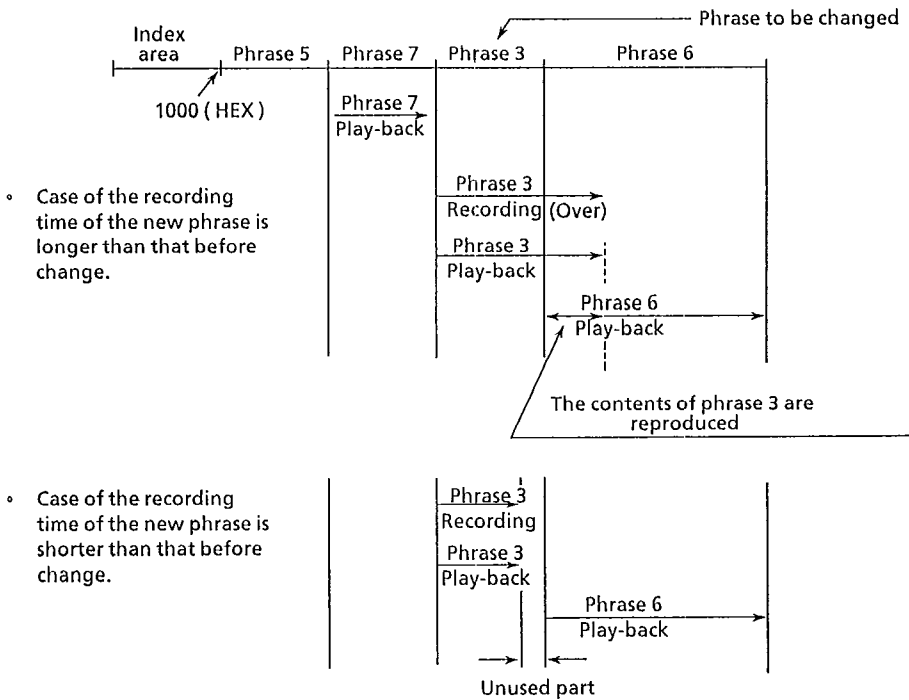 Phrase to be changed
Index
area
Phrase 5
Phrase 7
Phrase 3
Phrase 6
1000 ( HEX )
Phrase 7
Play-back
° Case of the recording
time of the new phrase is
longer than that before
change.
Phrase 3
Recording (Over)
Phrase 3
Play-back
Phrase 6
Play-back
The contents of phrase 3 are
reproduced
° Case of the recording
time of the new phrase is
shorter than that before
change.
Phrase 3
Recording
Phrase 3
Play-back
Phrase 6
Play-back
Unused part